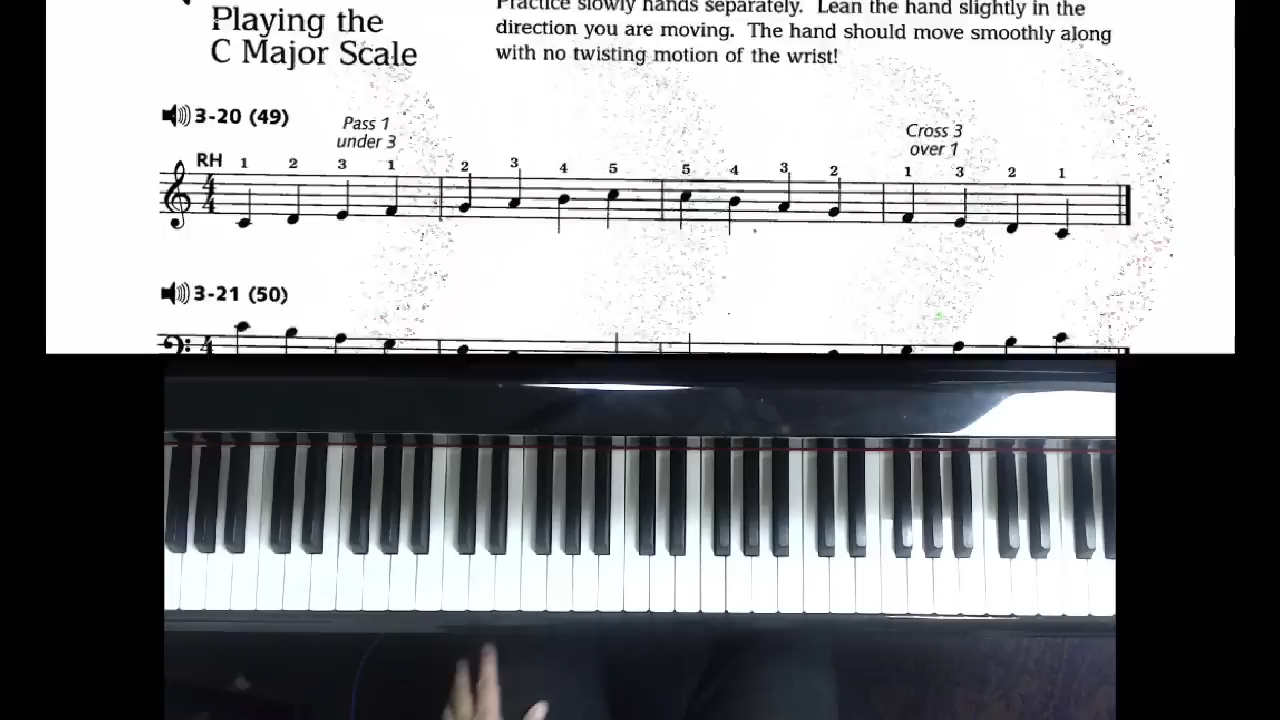 Playing the
C Major Scale
Practice slowly hands separately. Lean the hand slightly in the
direction you are moving. The hand should move smoothly along
with no twisting motion of the wrist!
3-20 (49)
Pass 1
under 3
Cross 3
over 1
RH 1 2 3 1 2 3 4 5 5 4 3 2 1 3 2 1
4
4
3-21 (50)
4